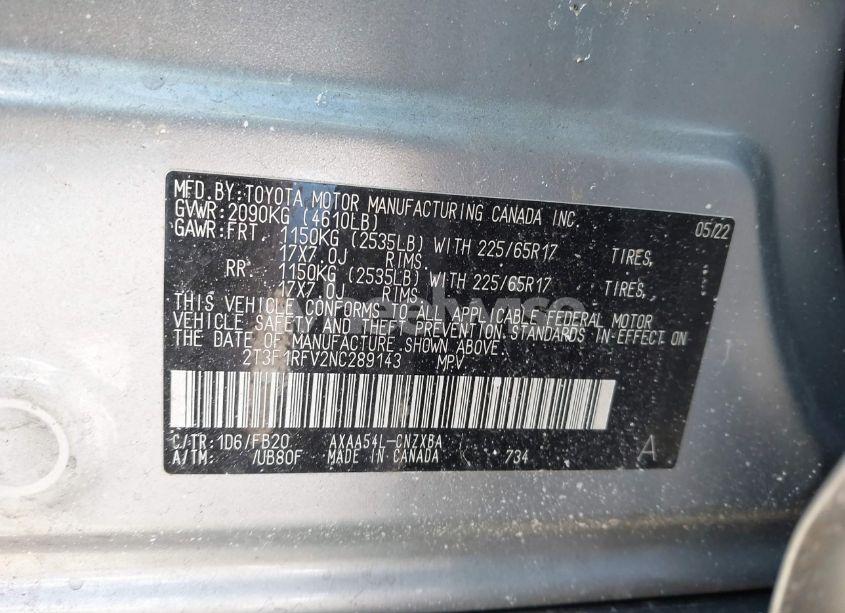 MFD.BY:TOYOTA MOTOR MANUFACTURING CANADA INC.
GVWR:2090KG (4610LB) 05/22
GAWR:FRT 1150KG (2535LB) WITH 225/65R17 TIRES,
17X7.0J RIMS,
RR 1150KG (2535LB) WITH 225/65R17 TIRES,
17X7.0J RIMS
THIS VEHICLE CONFORMS TO ALL APPLICABLE FEDERAL MOTOR
VEHICLE SAFETY AND THEFT PREVENTION STANDARDS IN EFFECT ON
THE DATE OF MANUFACTURE SHOWN ABOVE.
2T3F1RFV2NC289143 MPV
C/TR:1D6/FB20 AXAA54L-CNZXBA A
A/TM: /UB80F MADE IN CANADA 734